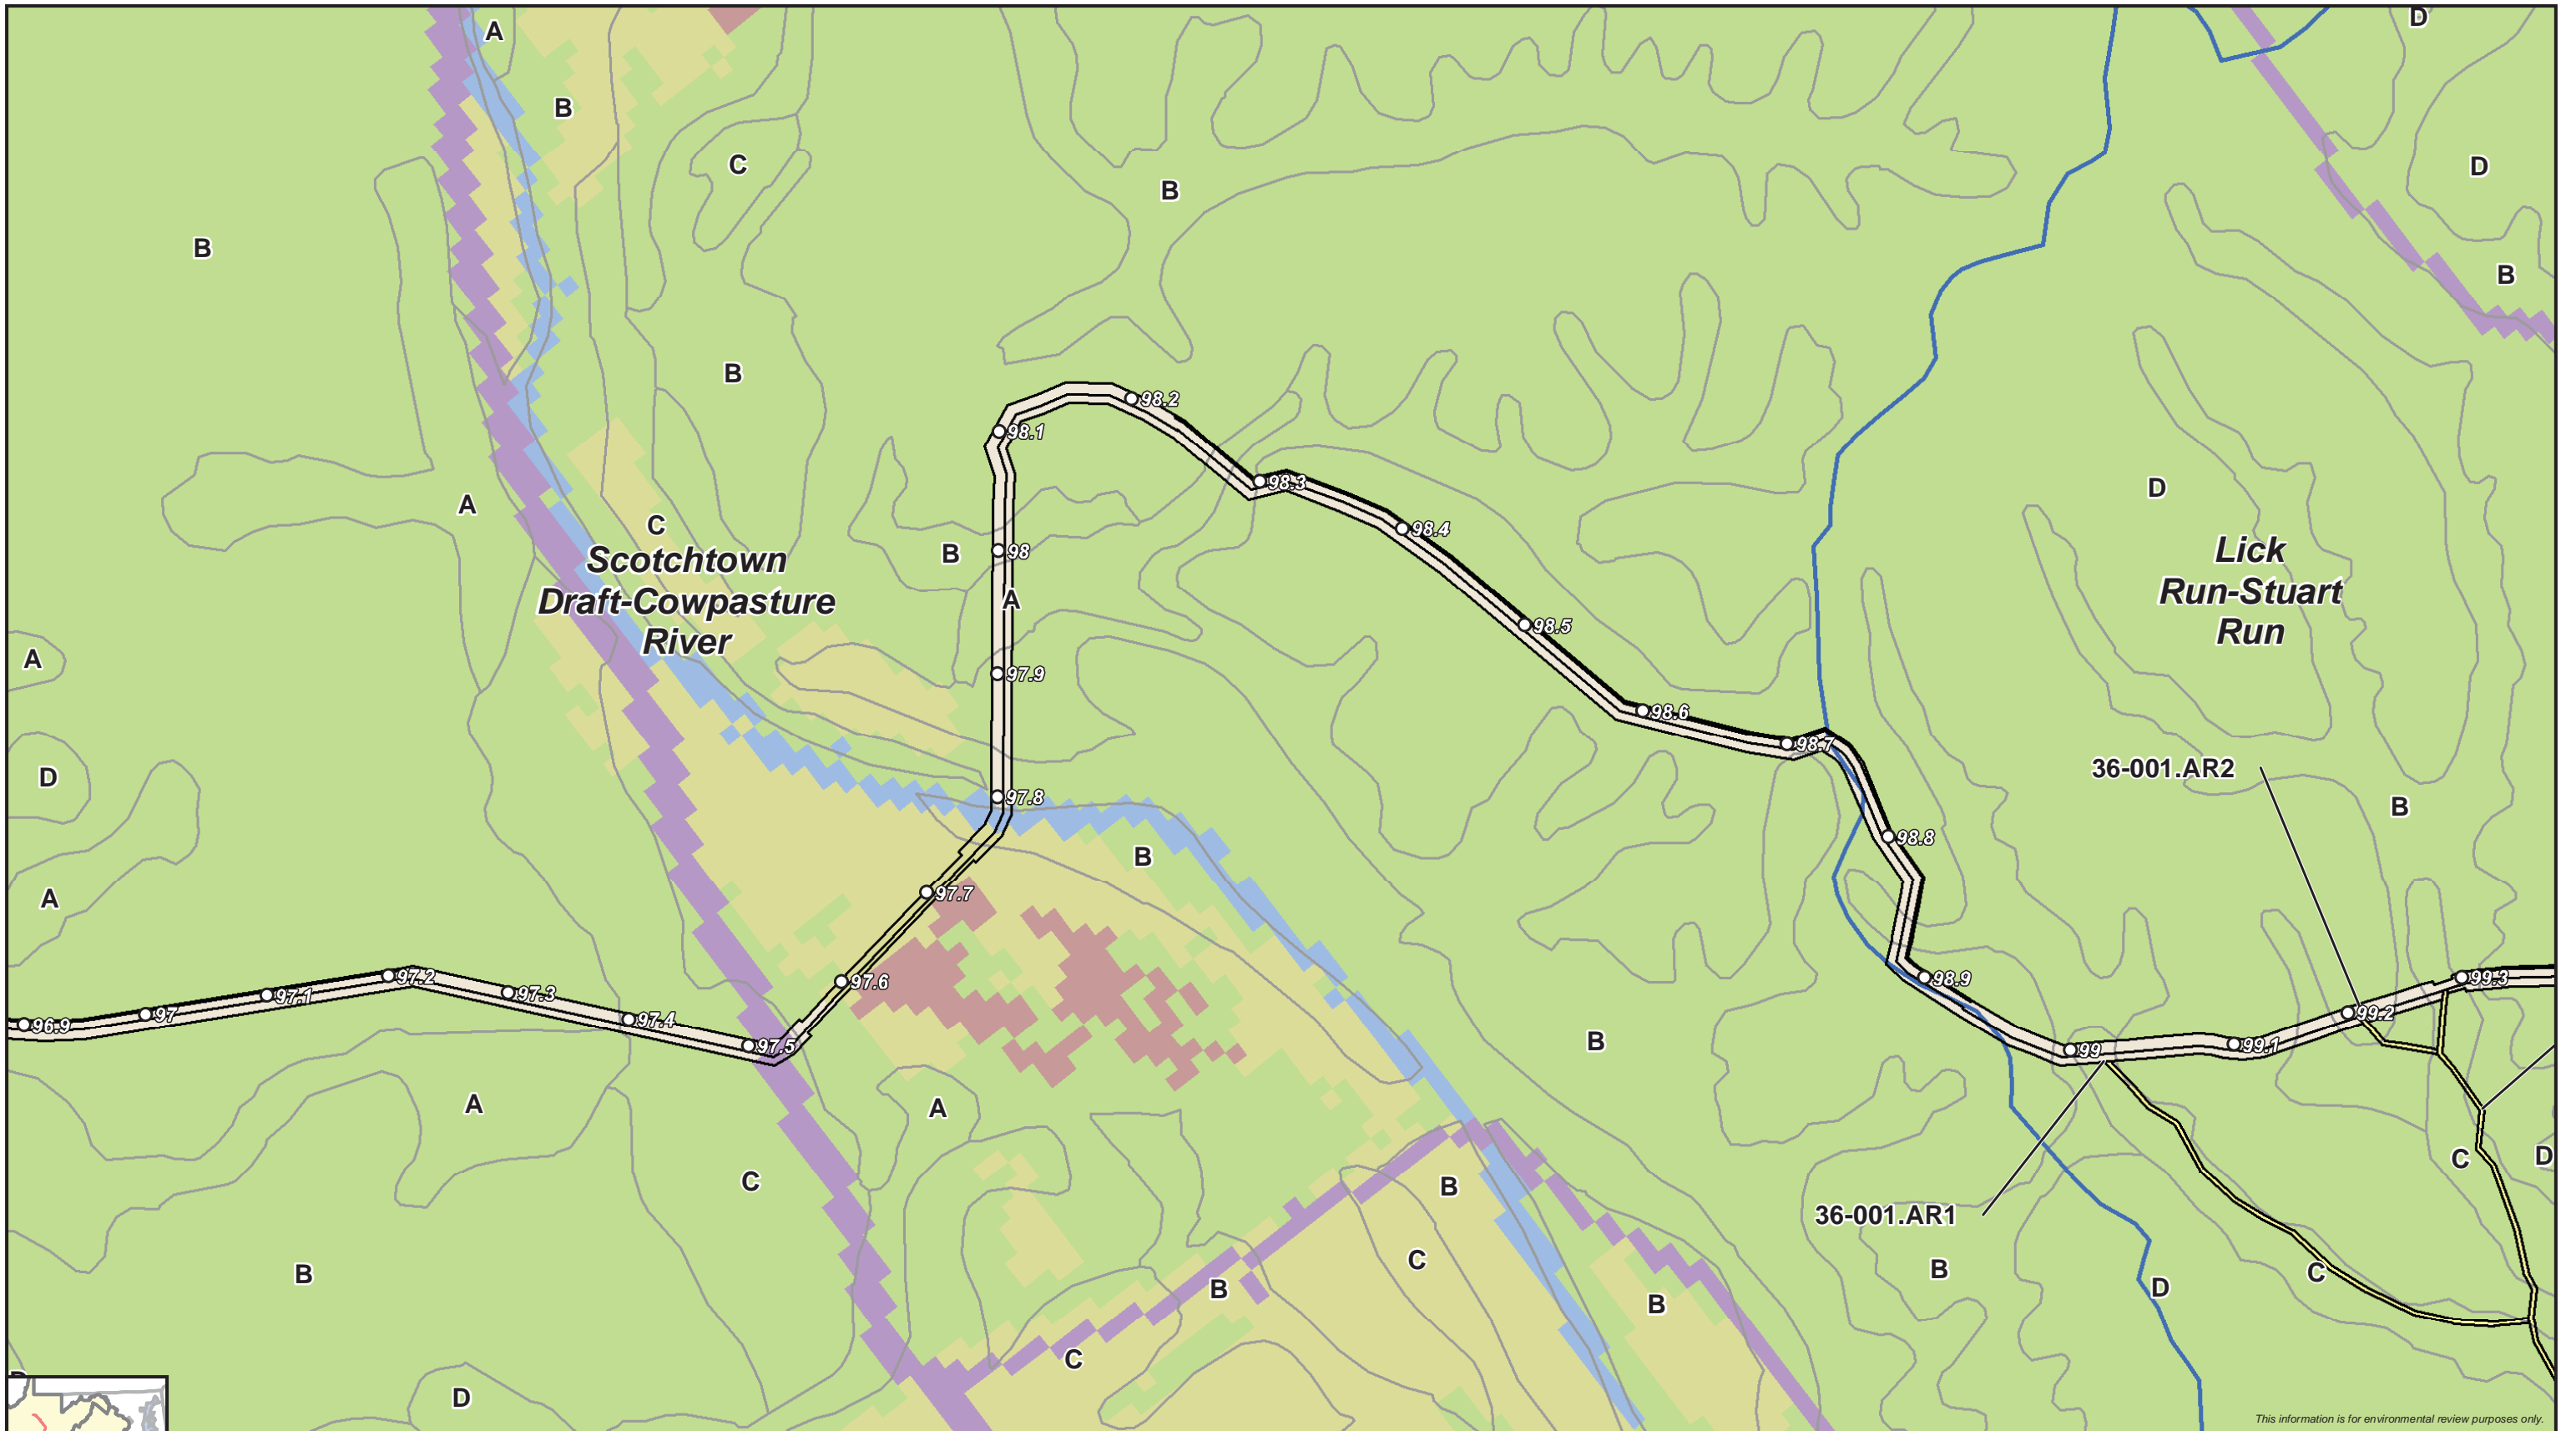 A
D
B
D
C
B
B
B
B
D
A
C
Scotchtown
Draft-Cowpasture
River
B
A
A
D
A
98.1
98.2
98.3
98.4
98.5
98.6
98.7
98.8
98.9
98
97.9
97.8
97.7
97.6
96.9
97
97.1
97.2
97.3
97.4
97.5
99
99.1
99.2
99.3
Lick
Run-Stuart
Run
36-001.AR2
B
B
B
A
A
C
B
B
C
B
B
C
D
36-001.AR1
B
D
C
C
D
D
This information is for environmental review purposes only.